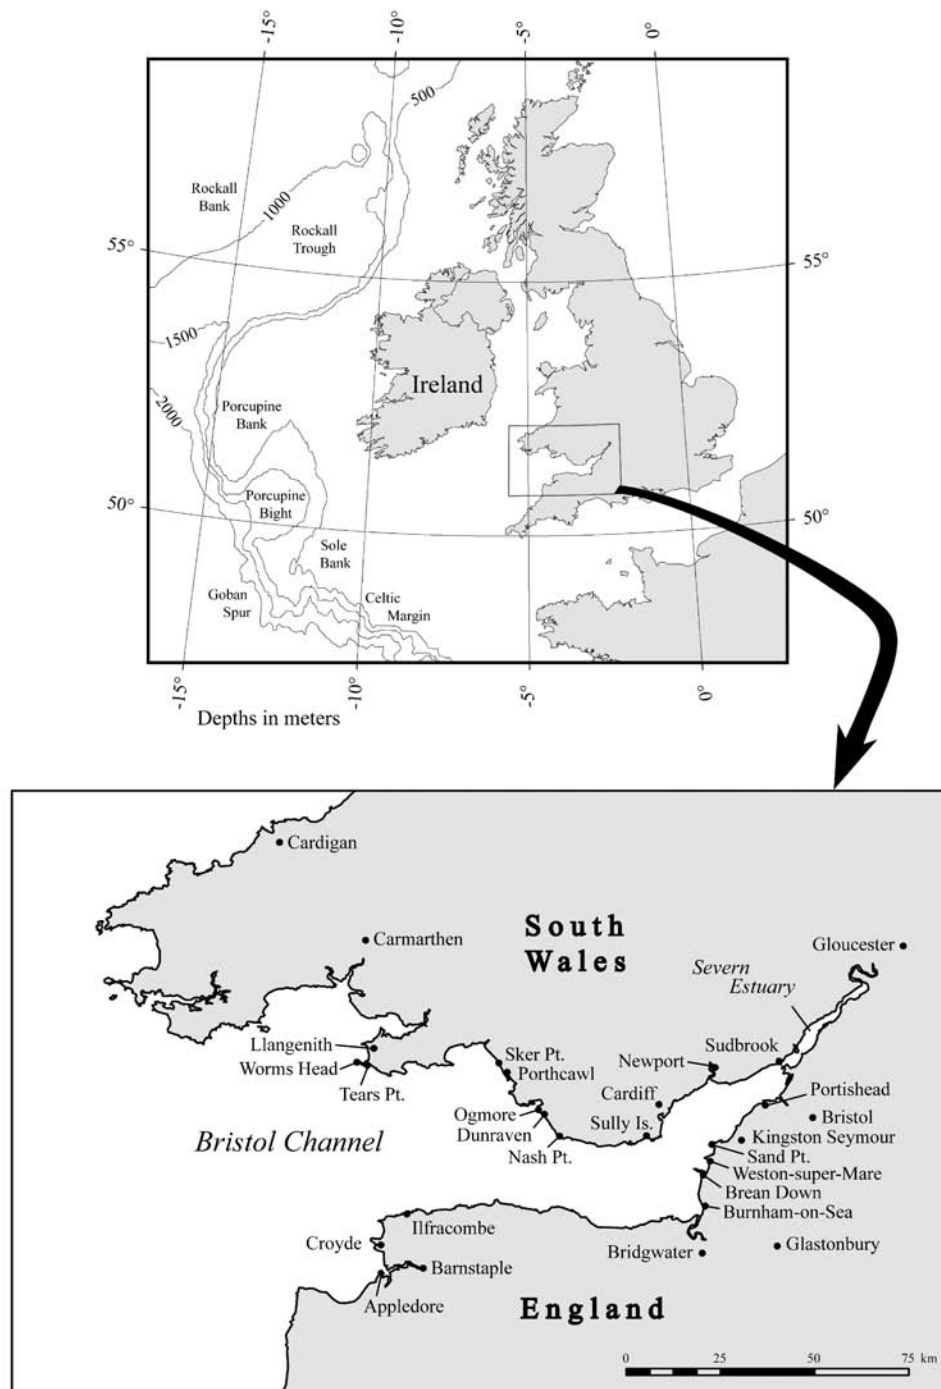 -15°
-10°
-5°
0°
500
Rockall
Bank
1000
Rockall
Trough
55°
55°
1500
2000
Ireland
Porcupine
Bank
Porcupine
Bight
50°
50°
Sole
Bank
Goban
Spur
Celtic
Margin
-15°
-10°
-5°
0°
Depths in meters
Cardigan
South
Wales
Carmarthen
Gloucester
Severn
Estuary
Llangenith
Worms Head
Tears Pt.
Sker Pt.
Porthcawl
Newport
Sudbrook
Cardiff
Portishead
Ogmore
Dunraven
Sully Is.
Bristol
Nash Pt.
Bristol Channel
Kingston Seymour
Sand Pt.
Weston-super-Mare
Brean Down
Burnham-on-Sea
Ilfracombe
Croyde
Bridgwater
Glastonbury
Barnstaple
Appledore
England
0 25 50 75 km